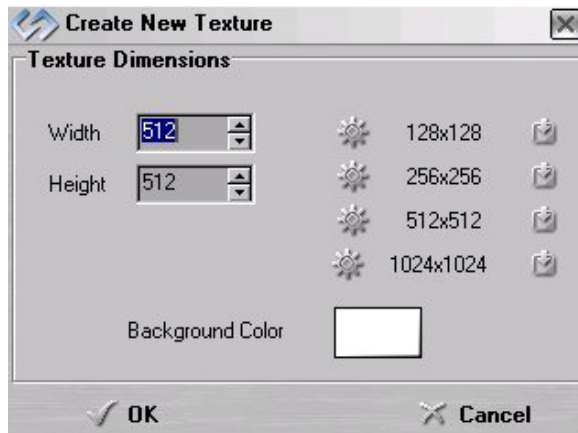 Create New Texture
Texture Dimensions
Width 512 128x128
Height 512 256x256
512x512
1024x1024
Background Color
OK Cancel